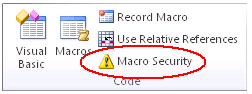 Visual Basic
Macros
Record Macro
Use Relative References
Macro Security
Code